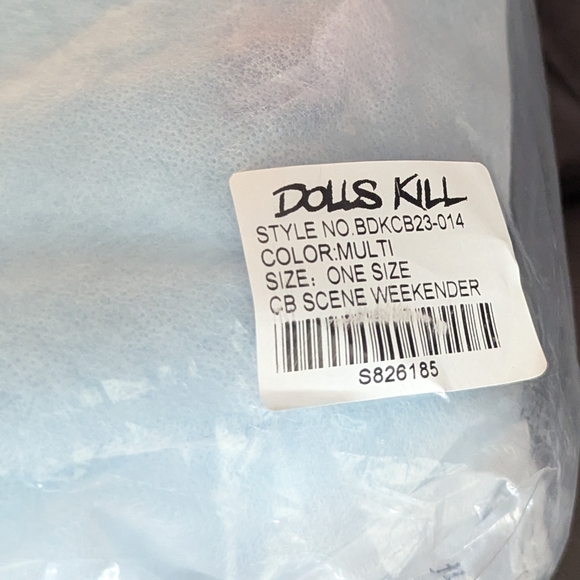 DOLLS KILL
STYLE NO.BDKCB23-014
COLOR:MULTI
SIZE: ONE SIZE
CB SCENE WEEKENDER
S826185